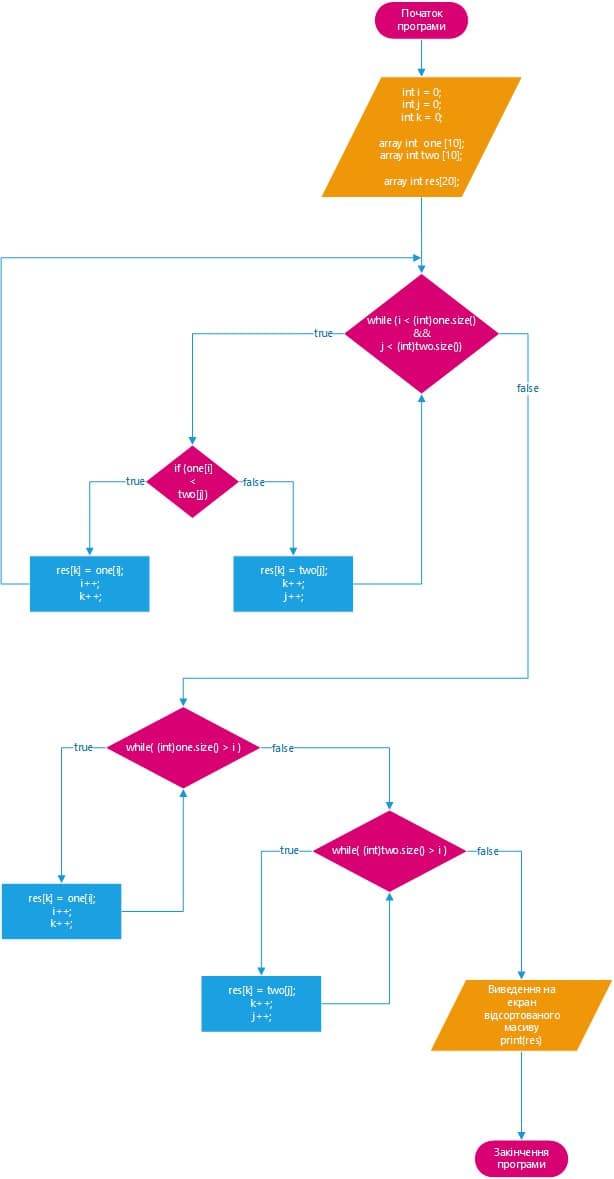 Початок
програми
int i = 0;
int j = 0;
int k = 0;
array int one [10];
array int two [10];
array int res[20];
while (i < (int)one.size()
&&
j < (int)two.size())
true
false
if (one[i]
<
two[j])
true
false
res[k] = one[i];
i++;
k++;
res[k] = two[j];
k++;
j++;
while( (int)one.size() > i )
true
false
res[k] = one[i];
i++;
k++;
while( (int)two.size() > i )
true
false
res[k] = two[j];
k++;
j++;
Виведення на
екран
відсортованого
масиву
print(res)
Закінчення
програми